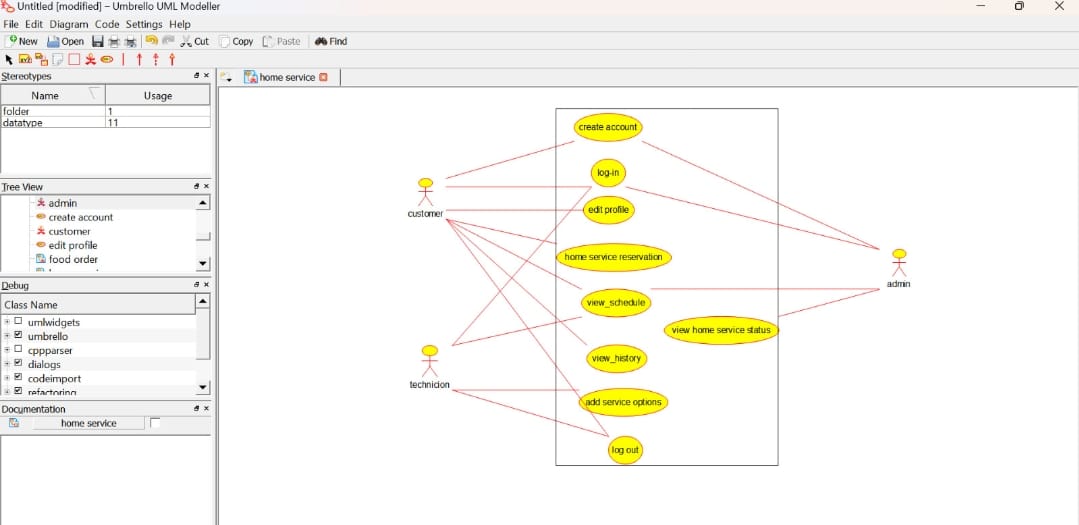 Untitled [modified] – Umbrello UML Modeller
File Edit Diagram Code Settings Help
New Open Cut Copy Paste Find
Stereotypes
home service
Name Usage
folder 1
datatype 11
Tree View
admin
create account
customer
edit profile
food order
Debug
Class Name
umlwidgets
umbrello
cppparser
dialogs
codeimport
refactoring
Documentation
home service
create account
log-in
customer
edit profile
home service reservation
admin
view_schedule
view home service status
view_history
technicion
add service options
log out